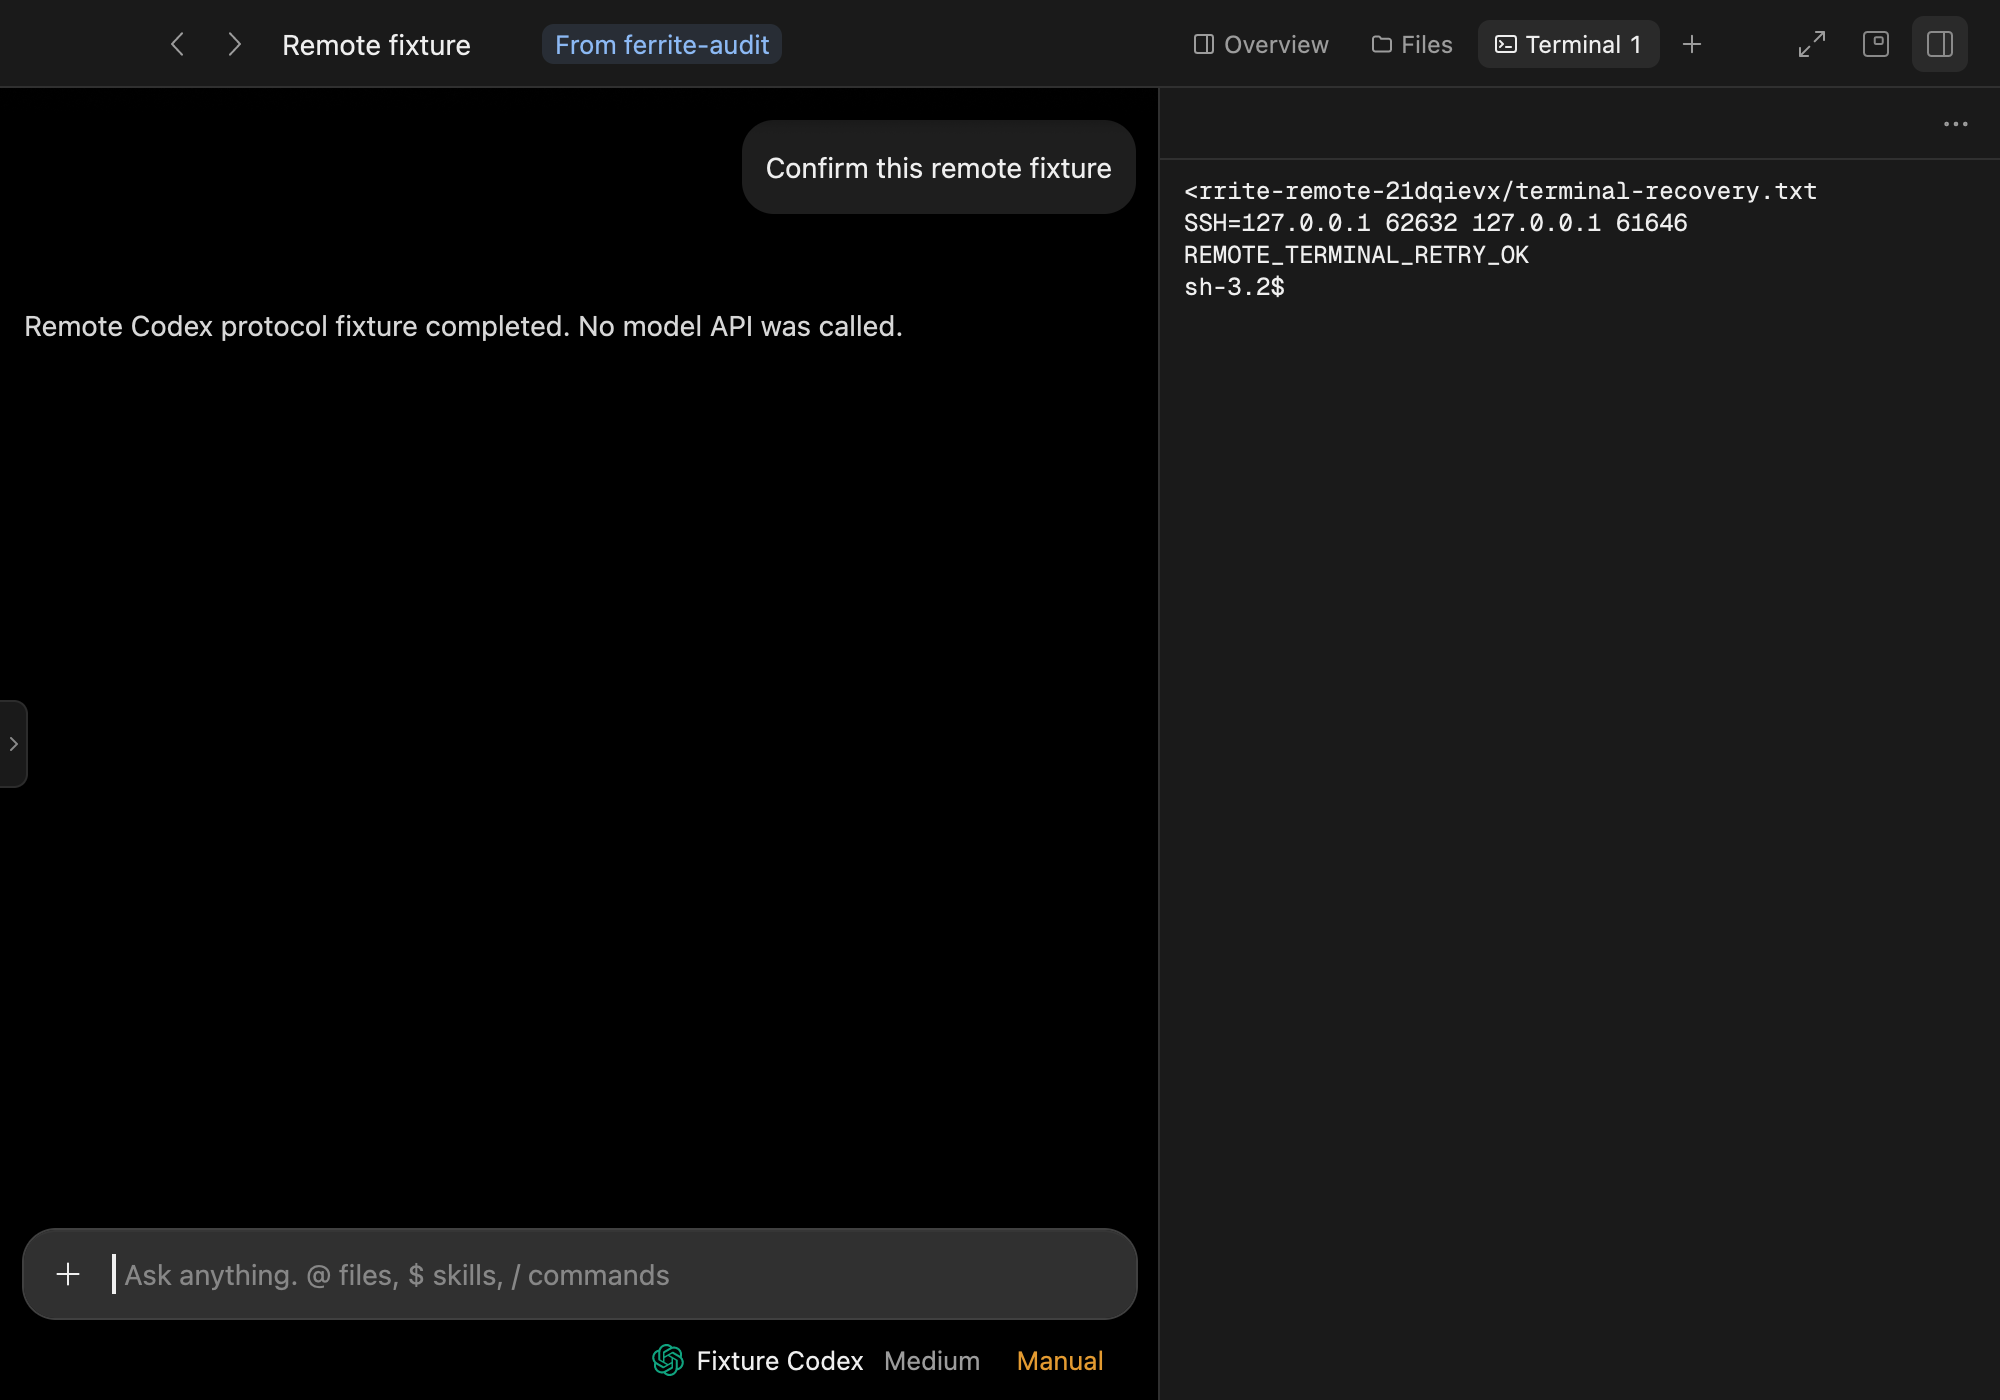 Remote fixture
From ferrite-audit
Overview
Files
Terminal 1
Confirm this remote fixture
Remote Codex protocol fixture completed. No model API was called.
<rrite-remote-21dqievx/terminal-recovery.txt
SSH=127.0.0.1 62632 127.0.0.1 61646
REMOTE_TERMINAL_RETRY_OK
sh-3.2$
Ask anything. @ files, $ skills, / commands
Fixture Codex Medium Manual